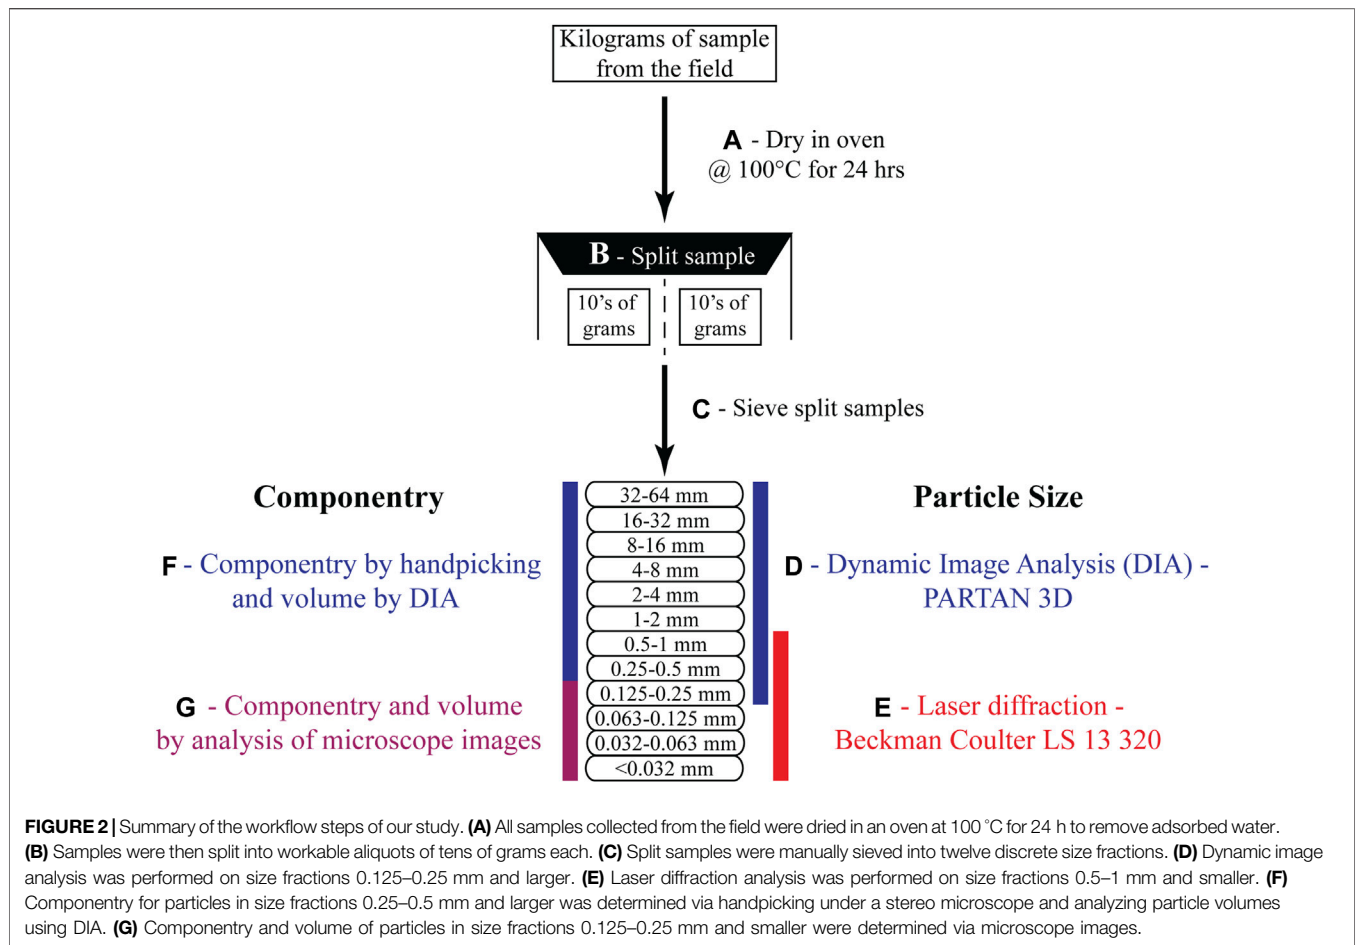 Kilograms of sample
from the field
A - Dry in oven
@ 100°C for 24 hrs
B - Split sample
10's of
grams
10's of
grams
C - Sieve split samples
Componentry
Particle Size
32-64 mm
16-32 mm
8-16 mm
4-8 mm
2-4 mm
1-2 mm
0.5-1 mm
0.25-0.5 mm
0.125-0.25 mm
0.063-0.125 mm
0.032-0.063 mm
<0.032 mm
F - Componentry by handpicking
and volume by DIA
G - Componentry and volume
by analysis of microscope images
D - Dynamic Image Analysis (DIA) -
PARTAN 3D
E - Laser diffraction -
Beckman Coulter LS 13 320
FIGURE 2 | Summary of the workflow steps of our study. (A) All samples collected from the field were dried in an oven at 100 °C for 24 h to remove adsorbed water.
(B) Samples were then split into workable aliquots of tens of grams each. (C) Split samples were manually sieved into twelve discrete size fractions. (D) Dynamic image
analysis was performed on size fractions 0.125–0.25 mm and larger. (E) Laser diffraction analysis was performed on size fractions 0.5–1 mm and smaller. (F)
Componentry for particles in size fractions 0.25–0.5 mm and larger was determined via handpicking under a stereo microscope and analyzing particle volumes
using DIA. (G) Componentry and volume of particles in size fractions 0.125–0.25 mm and smaller were determined via microscope images.